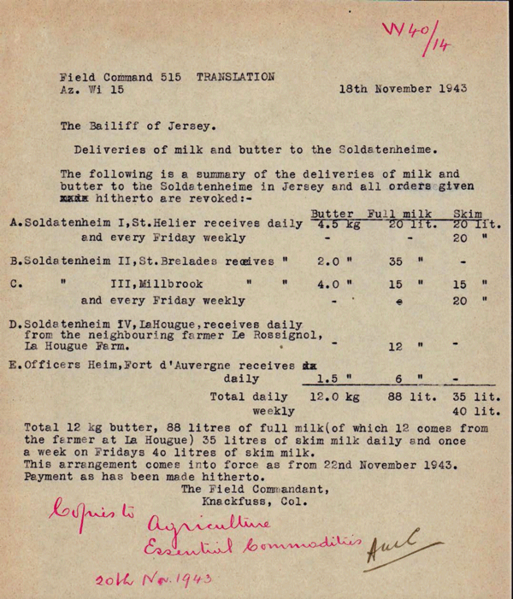 W40/14
Field Command 515 TRANSLATION
Az. Wi 15 18th November 1943
The Bailiff of Jersey.
Deliveries of milk and butter to the Soldatenheime.
The following is a summary of the deliveries of milk and
butter to the Soldatenheime in Jersey and all orders given
hitherto are revoked:-
Butter Full milk Skim
A.Soldatenheim I,St.Helier receives daily 4.5 kg 20 lit. 20 lit.
and every Friday weekly - - 20 "
B.Soldatenheim II,St.Brelades receives " 2.0 " 35 " -
C. " III,Millbrook " " 4.0 " 15 " 15 "
and every Friday weekly - - 20 "
D.Soldatenheim IV,LaHougue,receives daily
from the neighbouring farmer Le Rossignol,
La Hougue Farm. - 12 " -
E.Officers Heim,Fort d'Auvergne receives
daily 1.5 " 6 " -
Total daily 12.0 kg 88 lit. 35 lit.
weekly 40 lit.
Total 12 kg butter, 88 litres of full milk(of which 12 comes from
the farmer at La Hougue) 35 litres of skim milk daily and once
a week on Fridays 4o litres of skim milk.
This arrangement comes into force as from 22nd November 1943.
Payment as has been made hitherto.
The Field Commandant,
Knackfuss, Col.
Copies to Agriculture
Essential Commodities
20th Nov. 1943